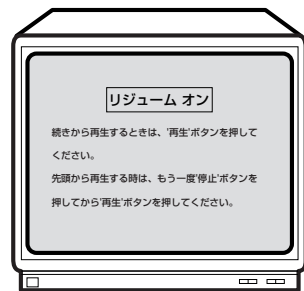 リジューム オン
続きから再生するときは、'再生'ボタンを押して
ください。
先頭から再生する時は、もう一度'停止'ボタンを
押してから'再生'ボタンを押してください。